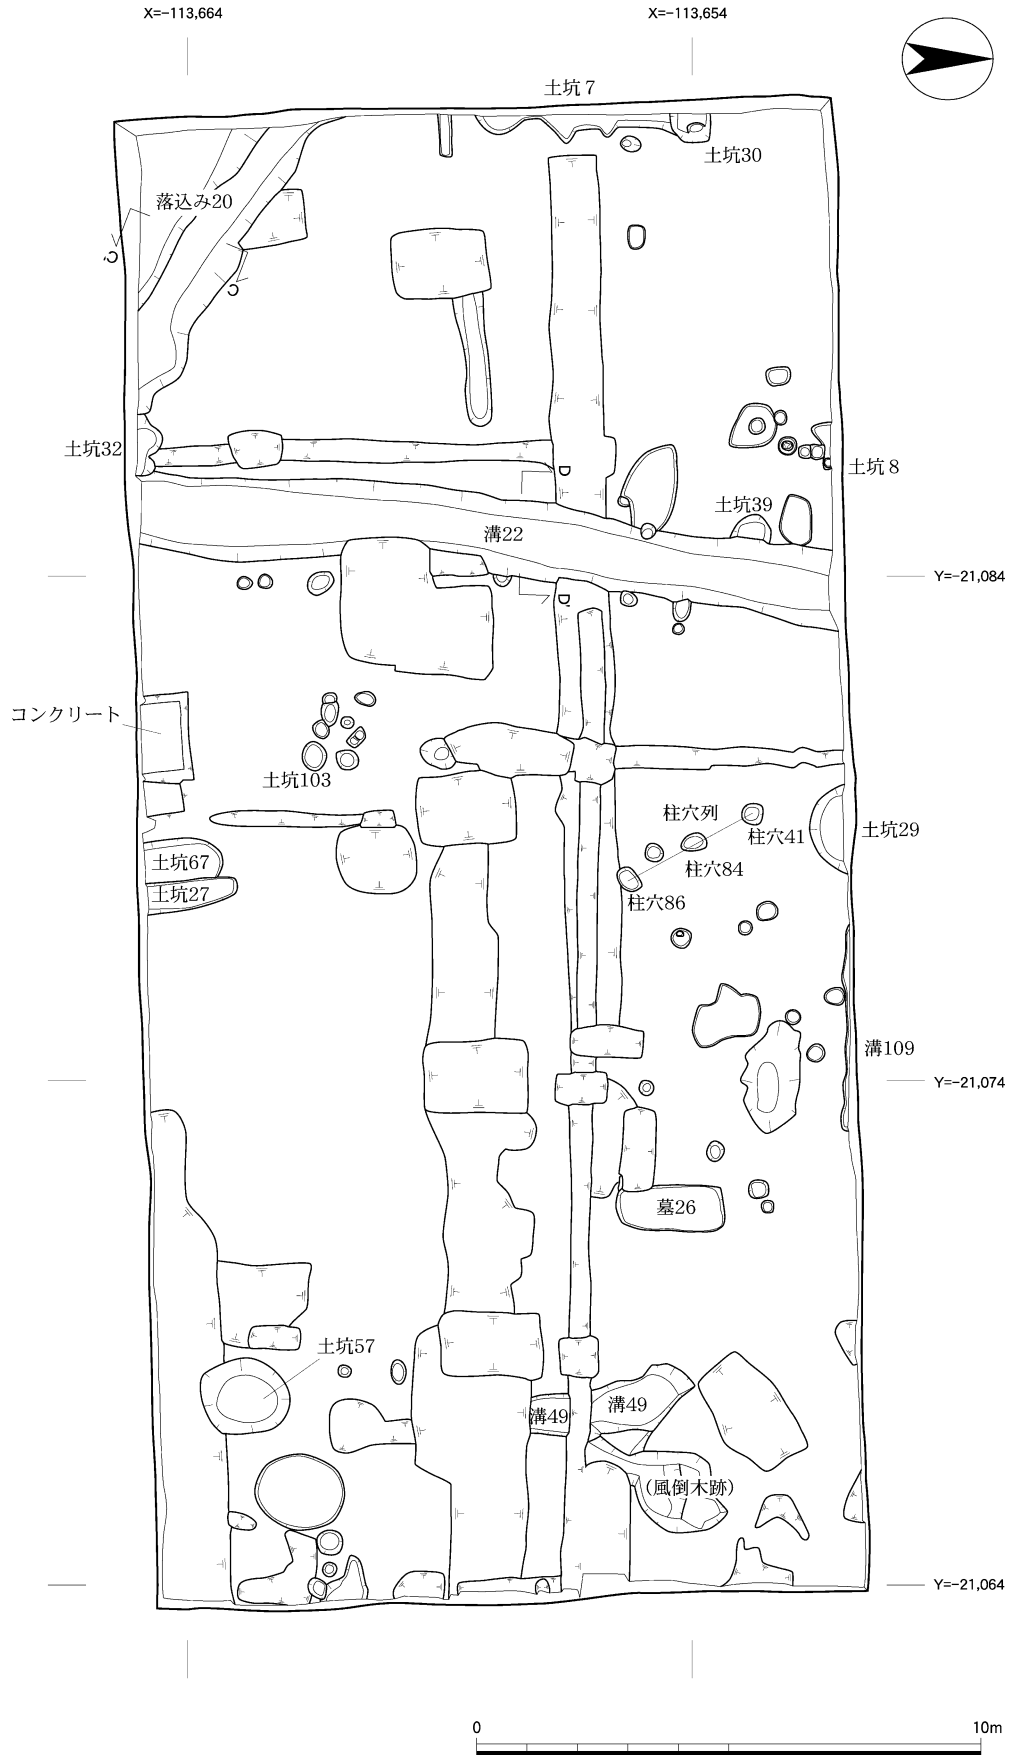 X=-113,664
X=-113,654
土坑7
土坑30
落込み20
C'
C
土坑32
D
土坑8
土坑39
溝22
Y=-21,084
D'
コンクリート
土坑103
柱穴列
柱穴41
土坑29
柱穴84
土坑67
土坑27
柱穴86
溝109
Y=-21,074
墓26
土坑57
溝49
溝49
(風倒木跡)
Y=-21,064
0
10m